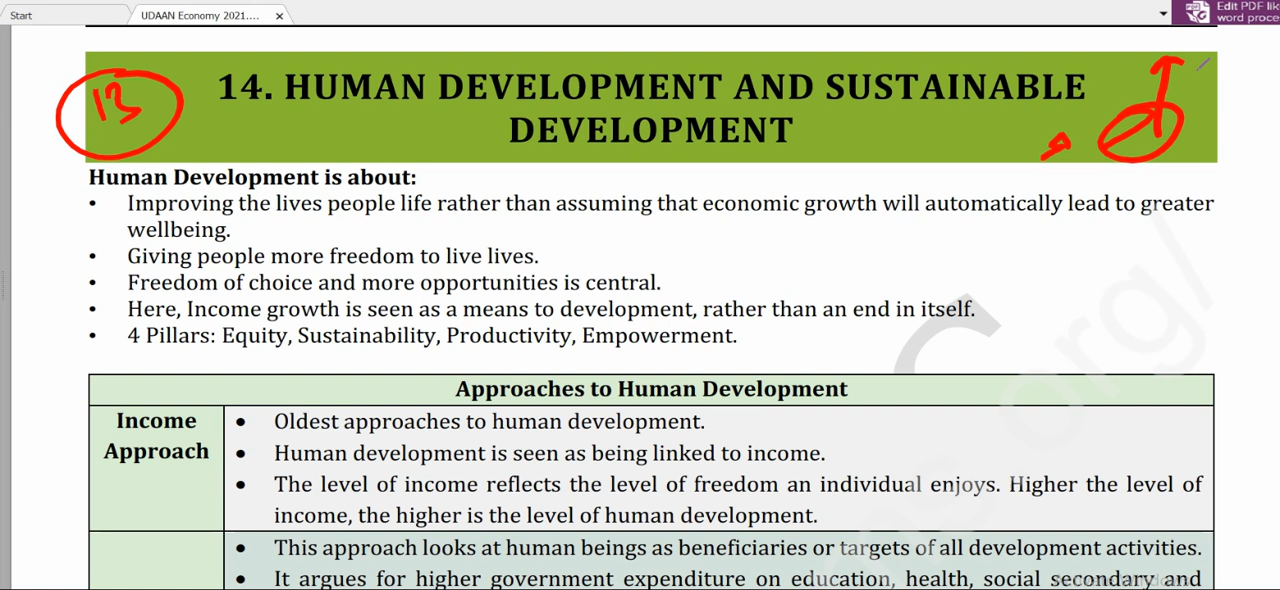 Start
UDAAN Economy 2021.... ×
Edit PDF lik
word proce
13
14. HUMAN DEVELOPMENT AND SUSTAINABLE
DEVELOPMENT
Human Development is about:
• Improving the lives people life rather than assuming that economic growth will automatically lead to greater
wellbeing.
• Giving people more freedom to live lives.
• Freedom of choice and more opportunities is central.
• Here, Income growth is seen as a means to development, rather than an end in itself.
• 4 Pillars: Equity, Sustainability, Productivity, Empowerment.
Approaches to Human Development
Income
Approach
• Oldest approaches to human development.
• Human development is seen as being linked to income.
• The level of income reflects the level of freedom an individual enjoys. Higher the level of
income, the higher is the level of human development.
• This approach looks at human beings as beneficiaries or targets of all development activities.
• It argues for higher government expenditure on education, health, social secondary and